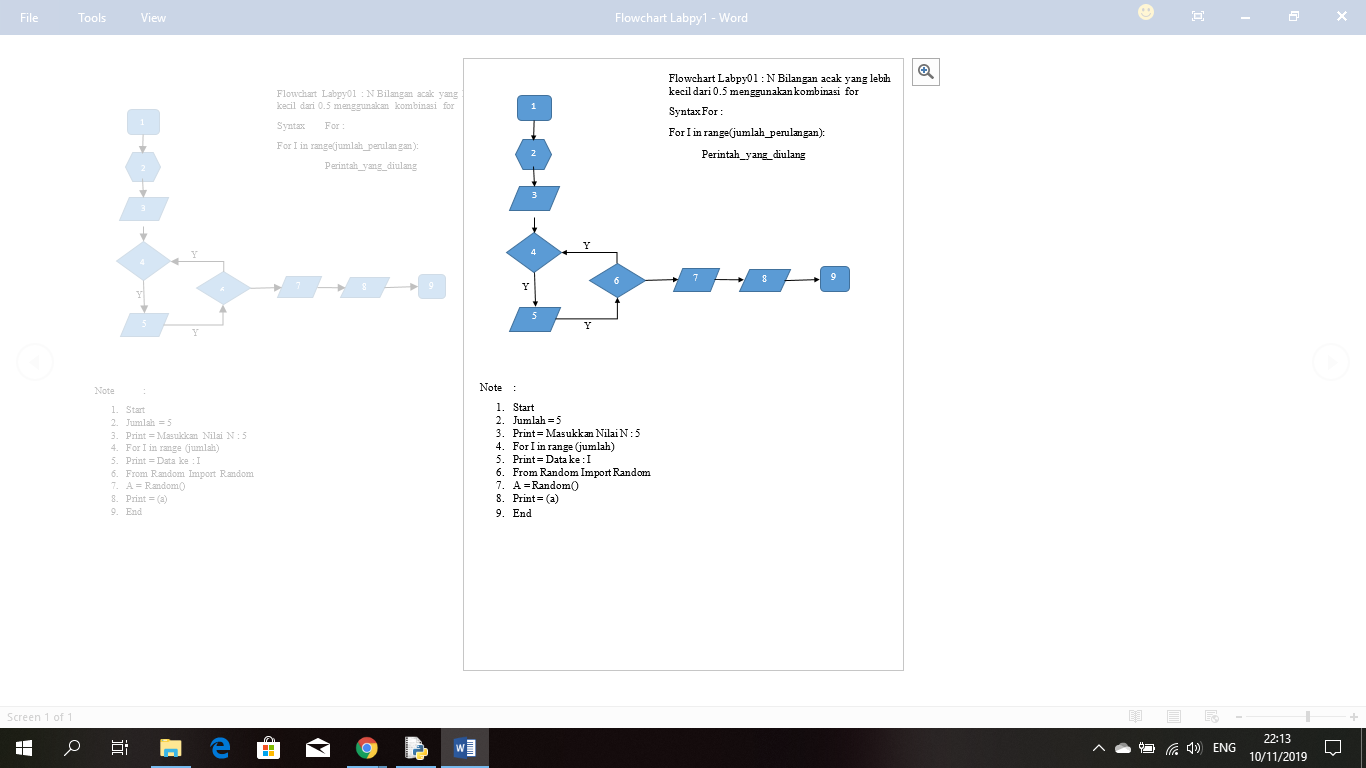 File Tools View Flowchart Labpy1 - Word
Flowchart Labpy01 : N Bilangan acak yang
kecil dari 0.5 menggunakan kombinasi for
Syntax For :
For I in range(jumlah_perulangan):
Perintah_yang_diulang
1
2
3
4
Y
Y
5
Y
7
8
9
Note :
1. Start
2. Jumlah = 5
3. Print = Masukkan Nilai N : 5
4. For I in range (jumlah)
5. Print = Data ke : I
6. From Random Import Random
7. A = Random()
8. Print = (a)
9. End
Flowchart Labpy01 : N Bilangan acak yang lebih
kecil dari 0.5 menggunakan kombinasi for
Syntax For :
For I in range(jumlah_perulangan):
Perintah_yang_diulang
1
2
3
4
Y
Y
5
Y
6
7
8
9
Note :
1. Start
2. Jumlah = 5
3. Print = Masukkan Nilai N : 5
4. For I in range (jumlah)
5. Print = Data ke : I
6. From Random Import Random
7. A = Random()
8. Print = (a)
9. End
Screen 1 of 1
ENG
22:13
10/11/2019